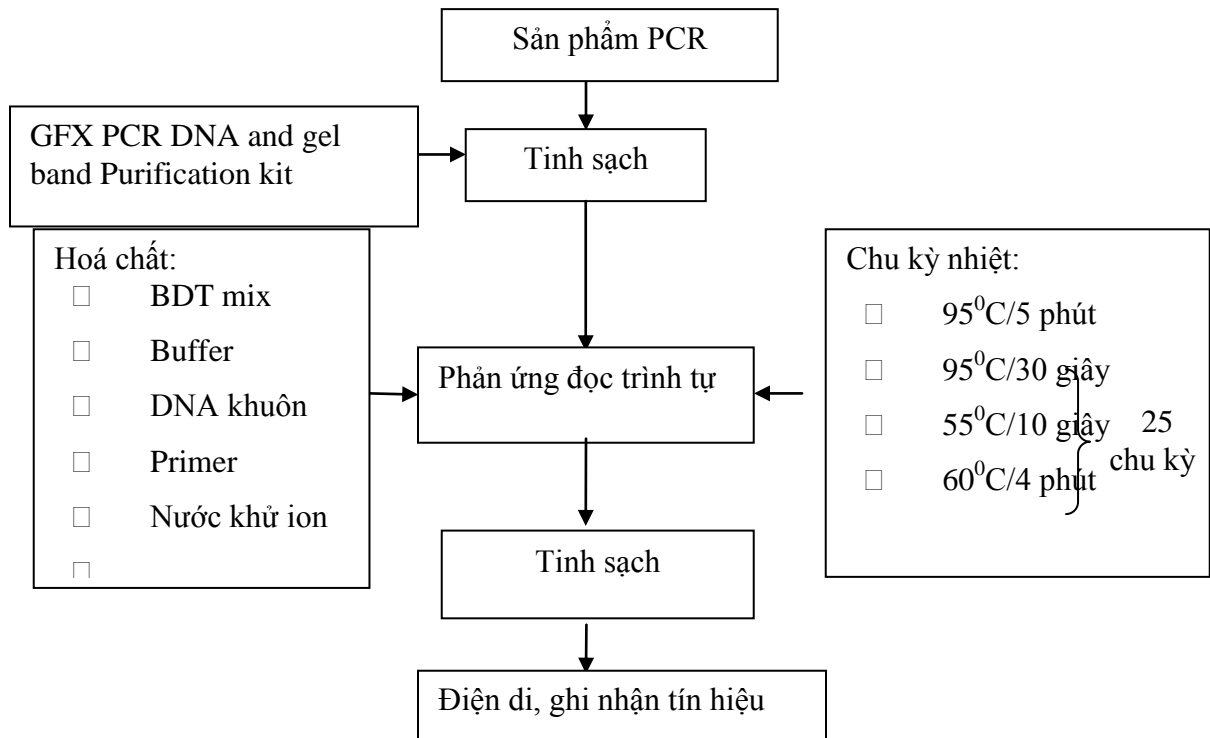 Sản phẩm PCR
GFX PCR DNA and gel
band Purification kit
Tinh sạch
Hoá chất:
BDT mix
Buffer
DNA khuôn
Primer
Nước khử ion
Phản ứng đọc trình tự
Chu kỳ nhiệt:
95⁰C/5 phút
95⁰C/30 giây
55⁰C/10 giây
60⁰C/4 phút
25
chu kỳ
Tinh sạch
Điện di, ghi nhận tín hiệu